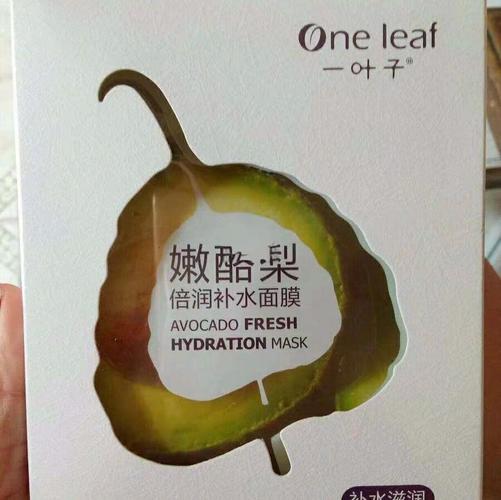 One leaf
一叶子®
嫩酪梨
倍润补水面膜
AVOCADO FRESH
HYDRATION MASK
补水滋润